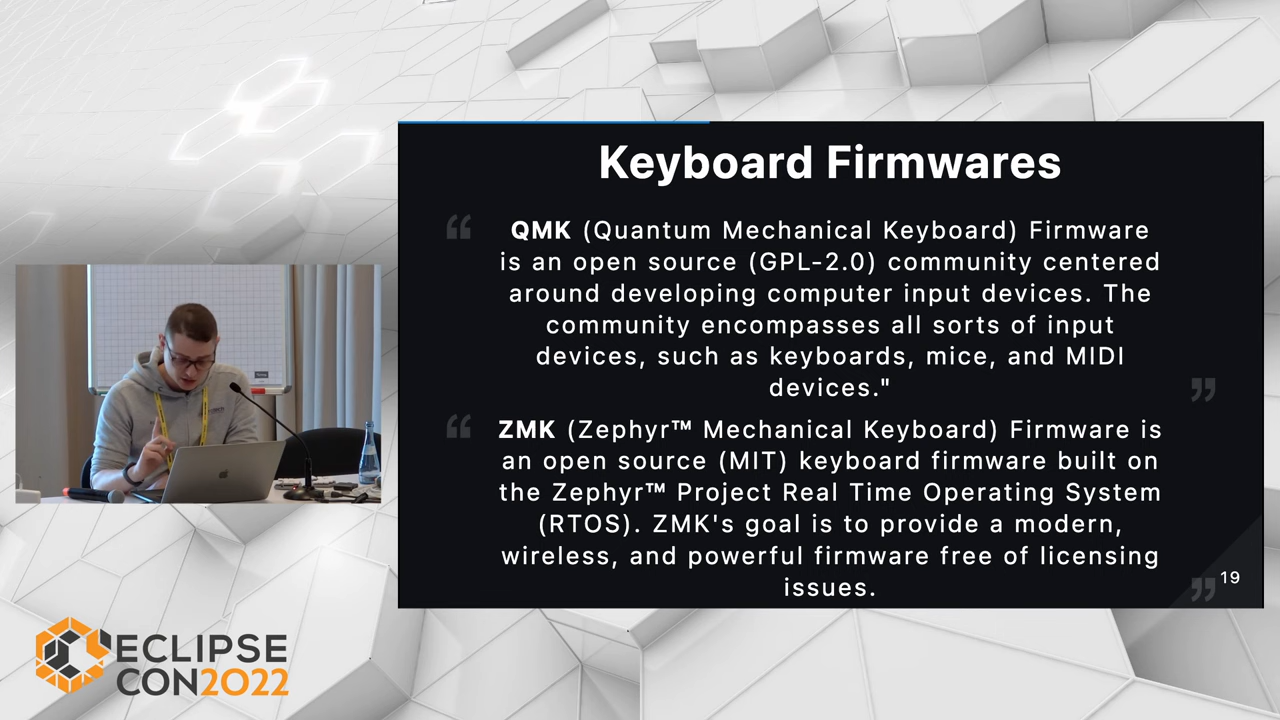 Keyboard Firmwares
“ QMK (Quantum Mechanical Keyboard) Firmware
is an open source (GPL-2.0) community centered
around developing computer input devices. The
community encompasses all sorts of input
devices, such as keyboards, mice, and MIDI
devices." ”
“ ZMK (Zephyr™ Mechanical Keyboard) Firmware is
an open source (MIT) keyboard firmware built on
the Zephyr™ Project Real Time Operating System
(RTOS). ZMK's goal is to provide a modern,
wireless, and powerful firmware free of licensing
issues. ”
19
ECLIPSE
CON2022